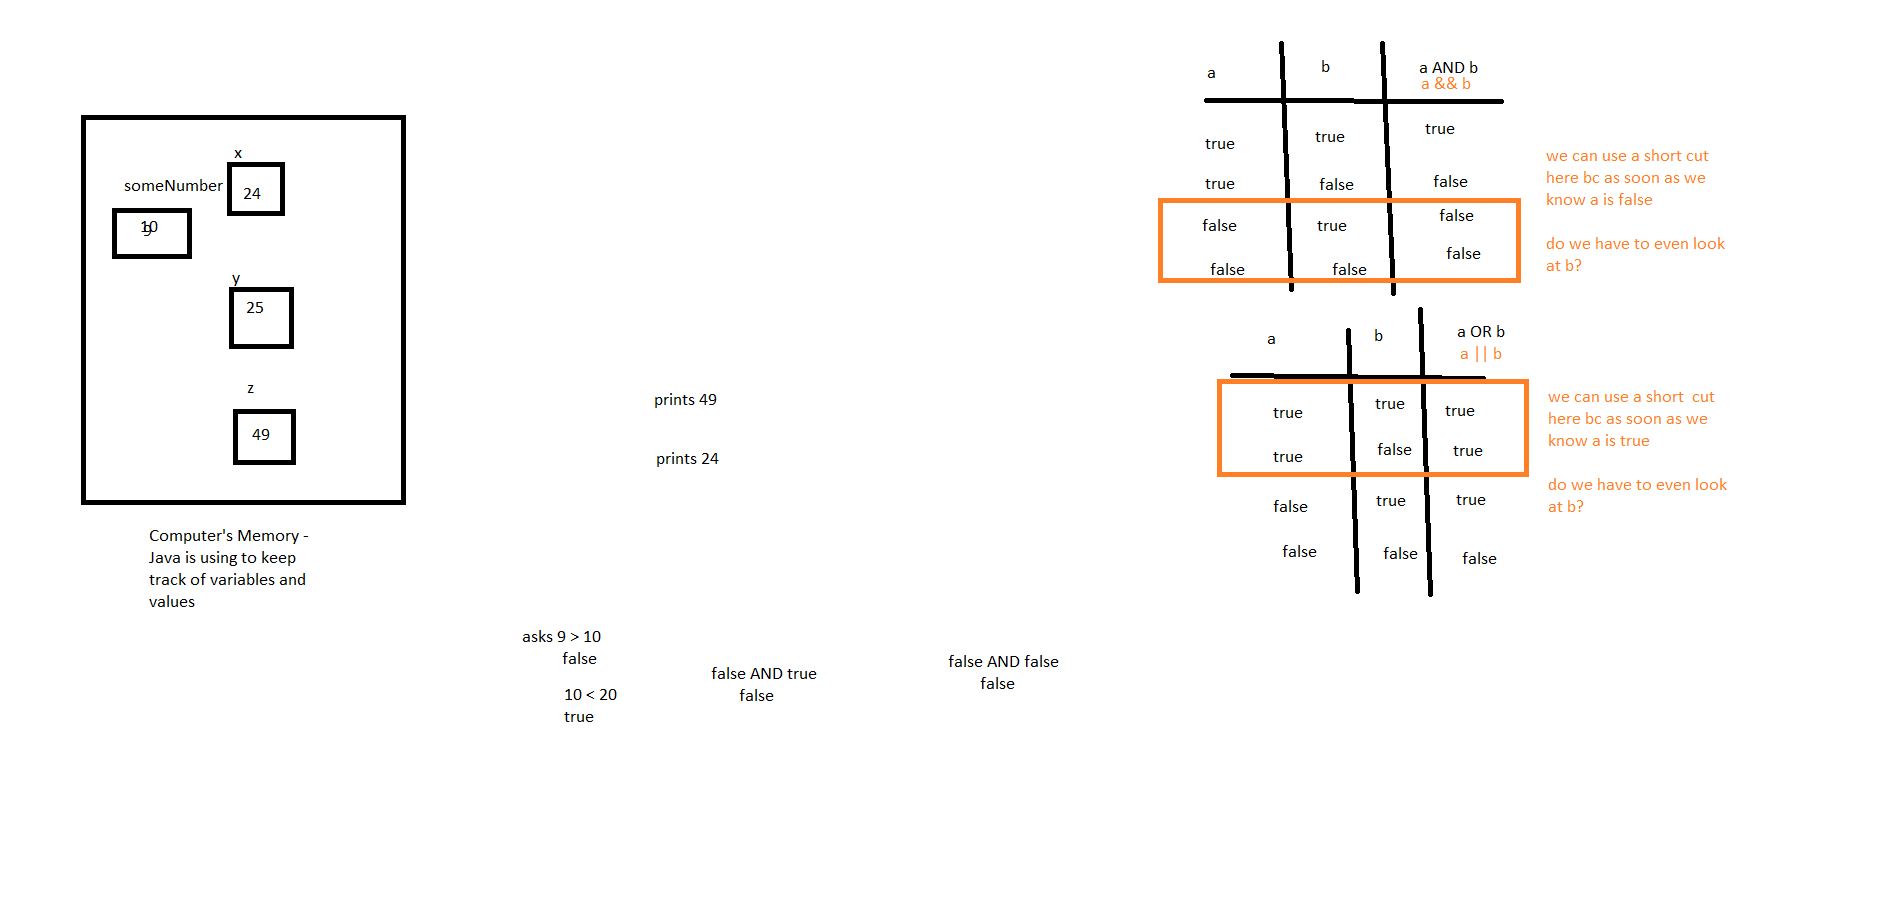 x
someNumber
24
10
9
y
25
z
49
Computer's Memory -
Java is using to keep
track of variables and
values
prints 49
prints 24
asks 9 > 10
false
10 < 20
true
false AND true
false
false AND false
false
a b a AND b
a && b
true true true
true false false
false true false
false false false
we can use a short cut
here bc as soon as we
know a is false
do we have to even look
at b?
a b a OR b
a || b
true true true
true false true
false true true
false false false
we can use a short  cut
here bc as soon as we
know a is true
do we have to even look
at b?